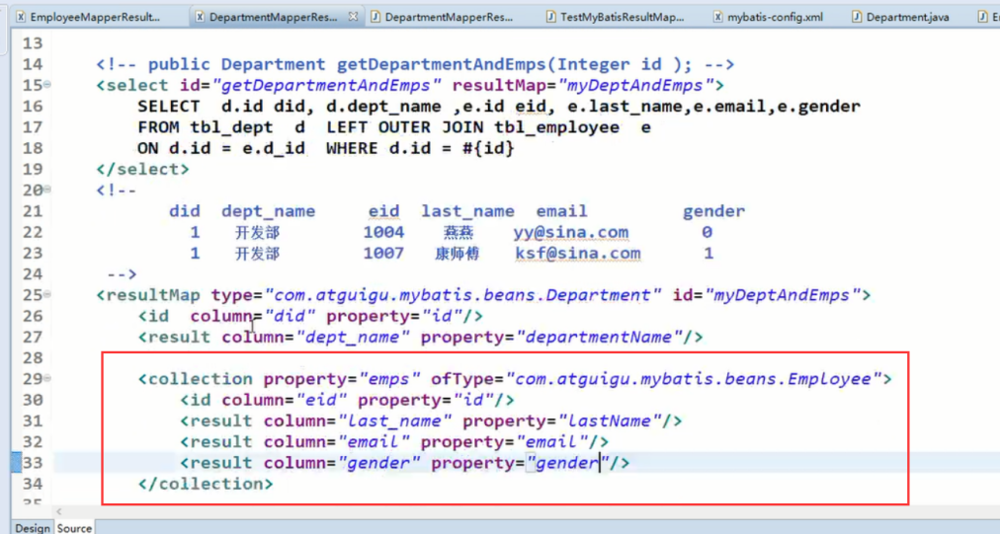 EmployeeMapperResult... DepartmentMapperRes... DepartmentMapperRes... TestMyBatisResultMap... mybatis-config.xml Department.java
13
14 <!-- public Department getDepartmentAndEmps(Integer id ); -->
15 <select id="getDepartmentAndEmps" resultMap="myDeptAndEmps">
16 SELECT d.id did, d.dept_name ,e.id eid, e.last_name,e.email,e.gender
17 FROM tbl_dept d LEFT OUTER JOIN tbl_employee e
18 ON d.id = e.d_id WHERE d.id = #{id}
19 </select>
20 <!--
21 did dept_name eid last_name email gender
22 1 开发部 1004 燕燕 yy@sina.com 0
23 1 开发部 1007 康师傅 ksf@sina.com 1
24 -->
25 <resultMap type="com.atguigu.mybatis.beans.Department" id="myDeptAndEmps">
26 <id column="did" property="id"/>
27 <result column="dept_name" property="departmentName"/>
28
29 <collection property="emps" ofType="com.atguigu.mybatis.beans.Employee">
30 <id column="eid" property="id"/>
31 <result column="last_name" property="lastName"/>
32 <result column="email" property="email"/>
33 <result column="gender" property="gender"/>
34 </collection>
35
Design Source